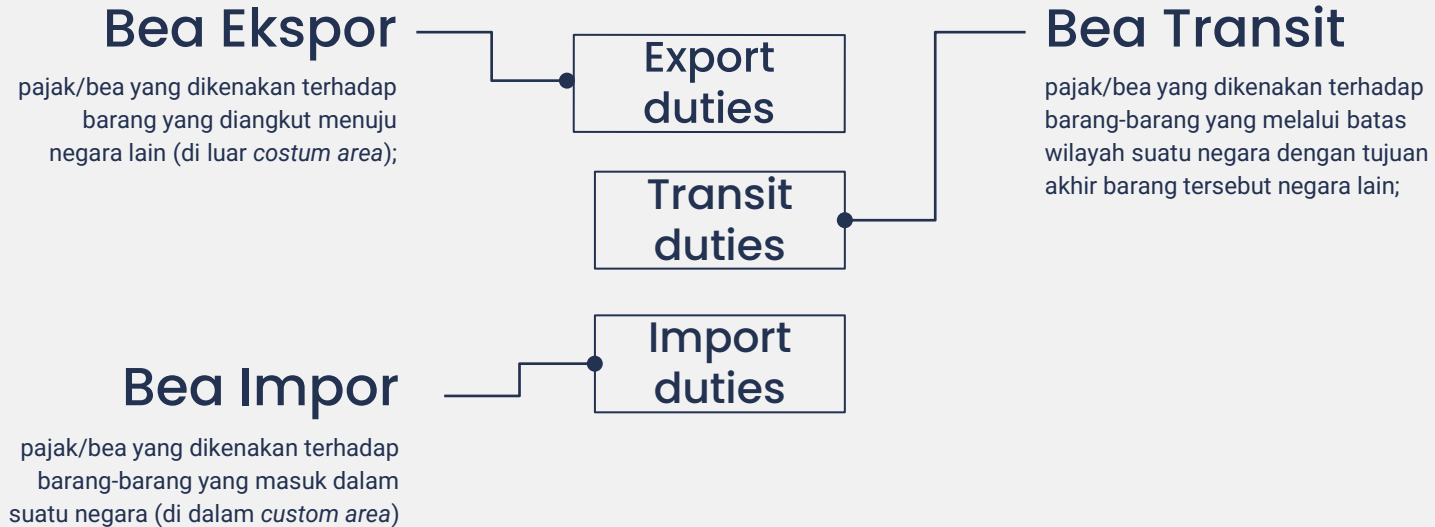 Bea Ekspor
pajak/bea yang dikenakan terhadap
barang yang diangkut menuju
negara lain (di luar costum area);
Export
duties
Bea Transit
pajak/bea yang dikenakan terhadap
barang-barang yang melalui batas
wilayah suatu negara dengan tujuan
akhir barang tersebut negara lain;
Transit
duties
Import
duties
Bea Impor
pajak/bea yang dikenakan terhadap
barang-barang yang masuk dalam
suatu negara (di dalam custom area)